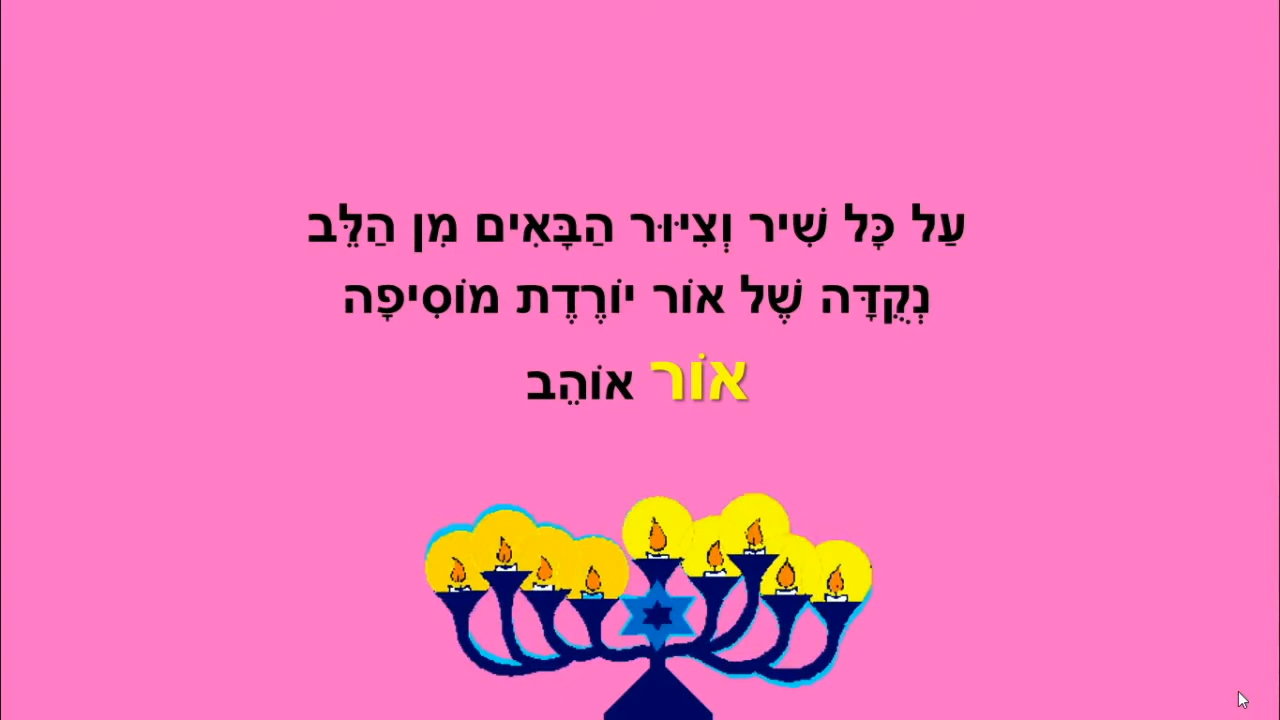 עַל כָּל שִׁיר וְצִיּוּר הַבָּאִים מִן הַלֵּב
נְקֻדָּה שֶׁל אוֹר יוֹרֶדֶת מוֹסִיפָה
אוֹר אוֹהֵב